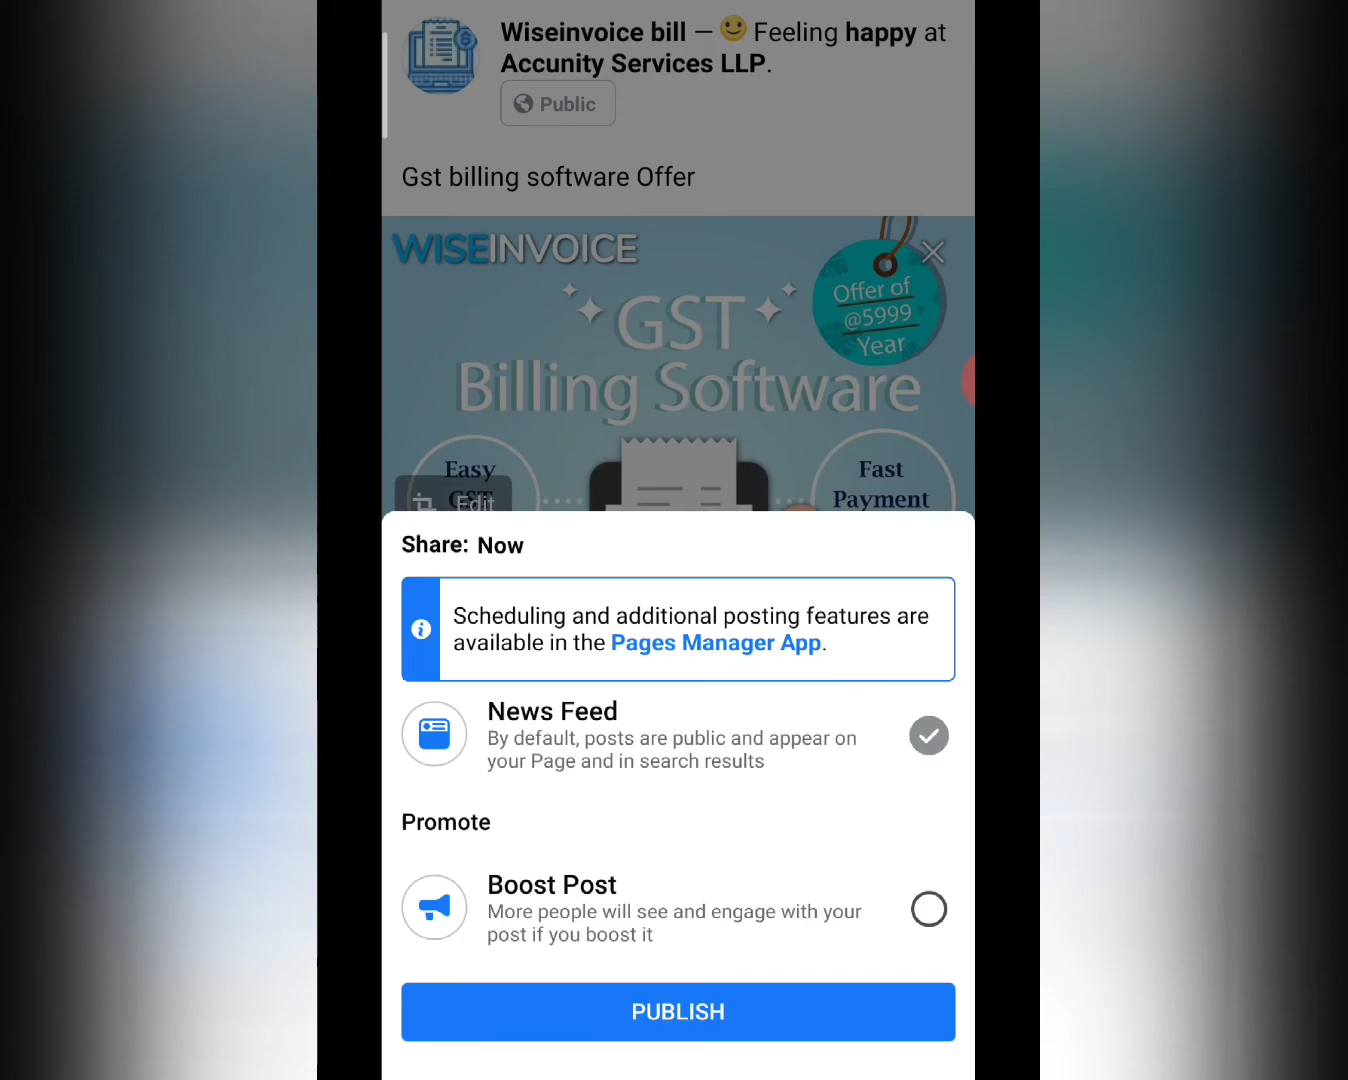 Wiseinvoice bill — 🙂 Feeling happy at
Accunity Services LLP.
Public
Gst billing software Offer
WISEINVOICE
Offer of
@5999
Year
GST
Billing Software
Easy
GST
Fast
Payment
Edit
Share: Now
Scheduling and additional posting features are
available in the Pages Manager App.
News Feed
By default, posts are public and appear on
your Page and in search results
Promote
Boost Post
More people will see and engage with your
post if you boost it
PUBLISH